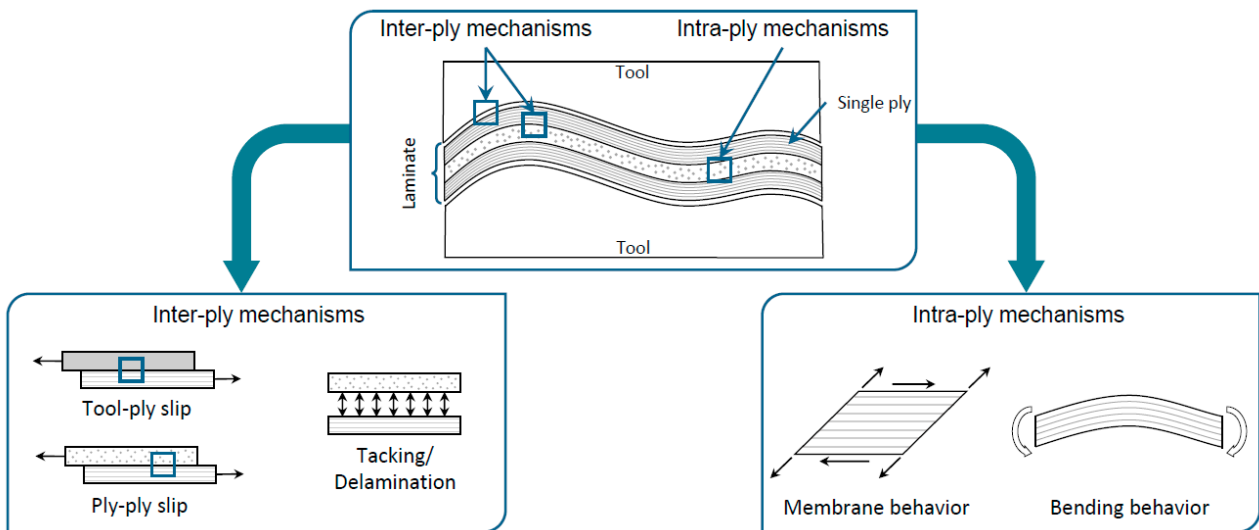 Inter-ply mechanisms
Intra-ply mechanisms
Tool
Single ply
Laminate
Tool
Inter-ply mechanisms
Tool-ply slip
Ply-ply slip
Tacking/
Delamination
Intra-ply mechanisms
Membrane behavior
Bending behavior